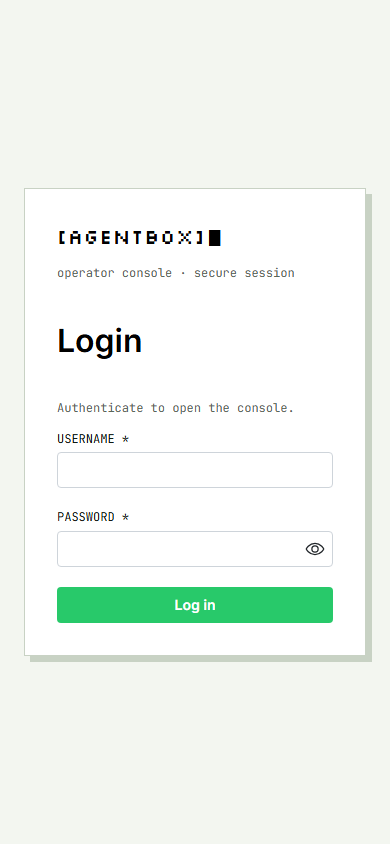 [AGENTBOX]
operator console · secure session
Login
Authenticate to open the console.
USERNAME *
PASSWORD *
Log in